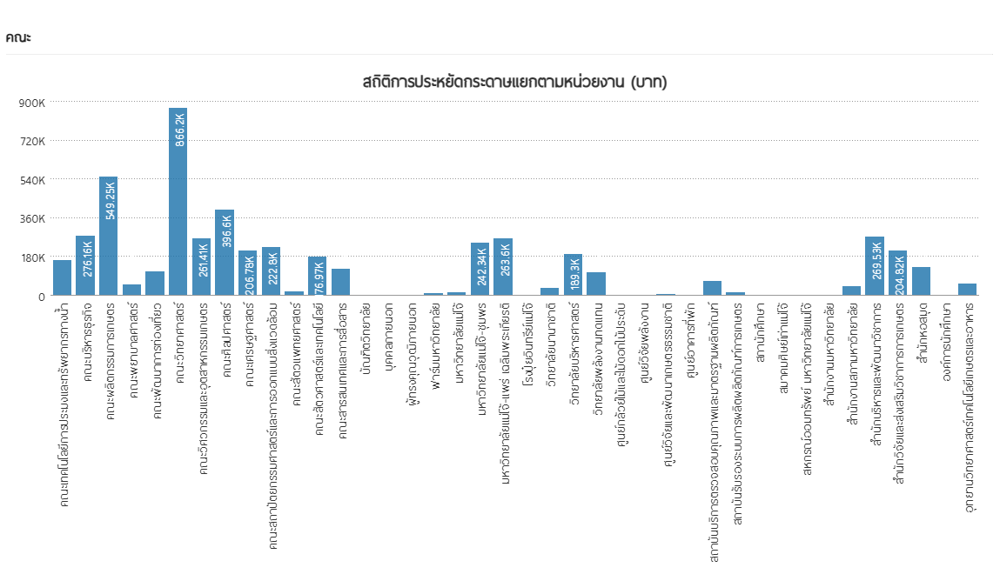 คณะ
สถิติการประหยัดกระดาษแยกตามหน่วยงาน (บาท)
900K
720K
540K
360K
180K
0
276.16K
549.25K
866.2K
261.41K
396.6K
206.78K
222.8K
176.97K
242.34K
263.6K
189.3K
269.53K
204.82K
คณะเทคโนโลยีการประมงและทรัพยากรทางน้ำ
คณะบริหารธุรกิจ
คณะผลิตกรรมการเกษตร
คณะพยาบาลศาสตร์
คณะพัฒนาการท่องเที่ยว
คณะวิทยาศาสตร์
คณะวิศวกรรมและอุตสาหกรรมเกษตร
คณะศิลปศาสตร์
คณะเศรษฐศาสตร์
คณะสถาปัตยกรรมศาสตร์และการออกแบบสิ่งแวดล้อม
คณะสัตวแพทยศาสตร์
คณะสัตวศาสตร์และเทคโนโลยี
คณะสารสนเทศและการสื่อสาร
บัณฑิตวิทยาลัย
บุคคลภายนอก
ผู้ทรงคุณวุฒิภายนอก
ฟาร์มมหาวิทยาลัย
มหาวิทยาลัยแม่โจ้
มหาวิทยาลัยแม่โจ้-ชุมพร
มหาวิทยาลัยแม่โจ้-แพร่ เฉลิมพระเกียรติ
โรงปุ๋ยอินทรีย์แม่โจ้
วิทยาลัยนานาชาติ
วิทยาลัยบริหารศาสตร์
วิทยาลัยพลังงานทดแทน
ศูนย์กล้วยไม้และไม้ดอกไม้ประดับ
ศูนย์วิจัยพลังงาน
ศูนย์วิจัยและพัฒนาเกษตรธรรมชาติ
ศูนย์อาคารที่พัก
สถาบันบริการตรวจสอบคุณภาพและมาตรฐานผลิตภัณฑ์
สถาบันรับรองระบบการผลิตผลิตภัณฑ์การเกษตร
สภานักศึกษา
สมาคมศิษย์เก่าแม่โจ้
สหกรณ์ออมทรัพย์ มหาวิทยาลัยแม่โจ้
สำนักงานมหาวิทยาลัย
สำนักงานสภามหาวิทยาลัย
สำนักบริหารและพัฒนาวิชาการ
สำนักวิจัยและส่งเสริมวิชาการการเกษตร
สำนักหอสมุด
องค์การนักศึกษา
อุทยานวิทยาศาสตร์เทคโนโลยีเกษตรและอาหาร